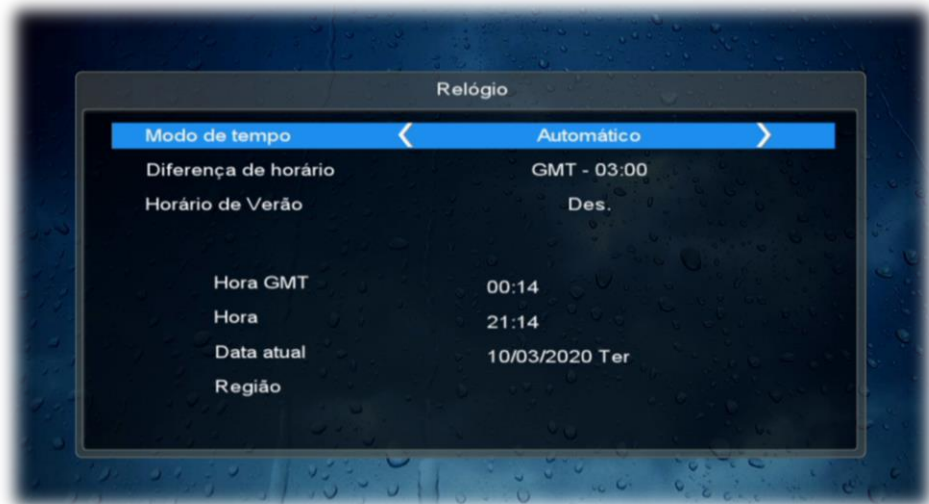 Relógio
Modo de tempo Automático
Diferença de horário GMT - 03:00
Horário de Verão Des.
Hora GMT 00:14
Hora 21:14
Data atual 10/03/2020 Ter
Região